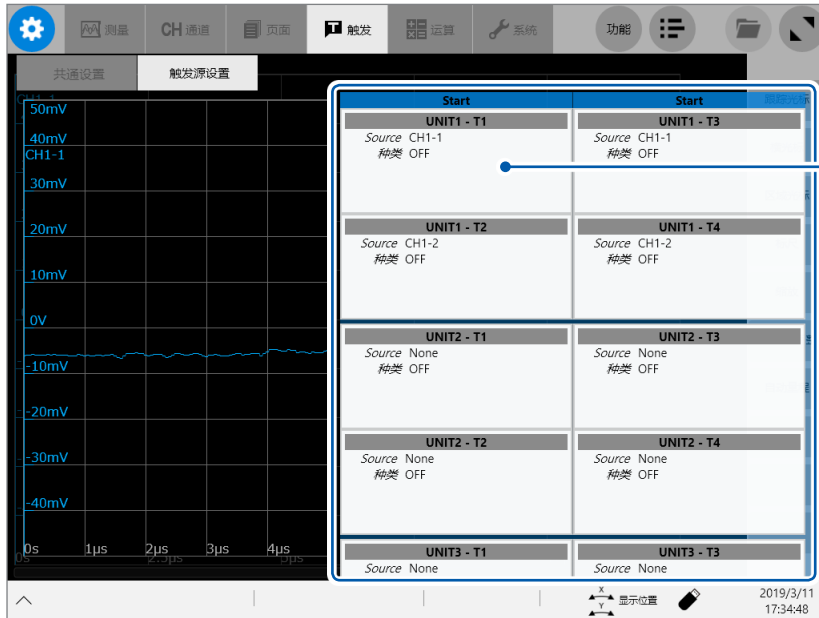 测量
CH 通道
页面
触发
运算
系统
功能
共通设置
触发源设置
50mV
40mV
CH1-1
30mV
20mV
10mV
0V
-10mV
-20mV
-30mV
-40mV
0s 1μs 2μs 3μs 4μs
Start Start
UNIT1 - T1 UNIT1 - T3
Source CH1-1 Source CH1-1
种类 OFF 种类 OFF
UNIT1 - T2 UNIT1 - T4
Source CH1-2 Source CH1-2
种类 OFF 种类 OFF
UNIT2 - T1 UNIT2 - T3
Source None Source None
种类 OFF 种类 OFF
UNIT2 - T2 UNIT2 - T4
Source None Source None
种类 OFF 种类 OFF
UNIT3 - T1 UNIT3 - T3
Source None Source None
X
Y
显示位置
2019/3/11
17:34:48